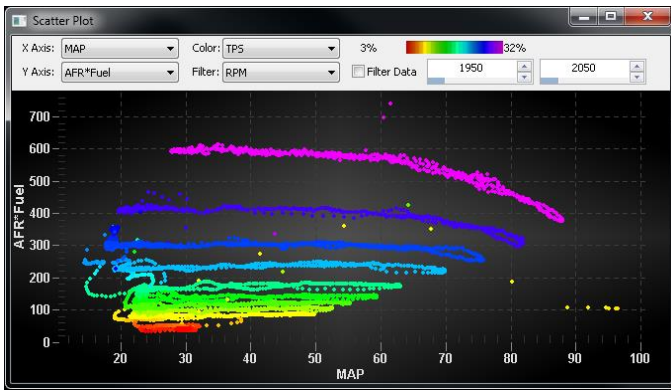 Scatter Plot
X Axis: MAP Color: TPS 3% 32%
Y Axis: AFR*Fuel Filter: RPM Filter Data 1950 2050
AFR*Fuel
700
600
500
400
300
200
100
0
20 30 40 50 60 70 80 90 100
MAP